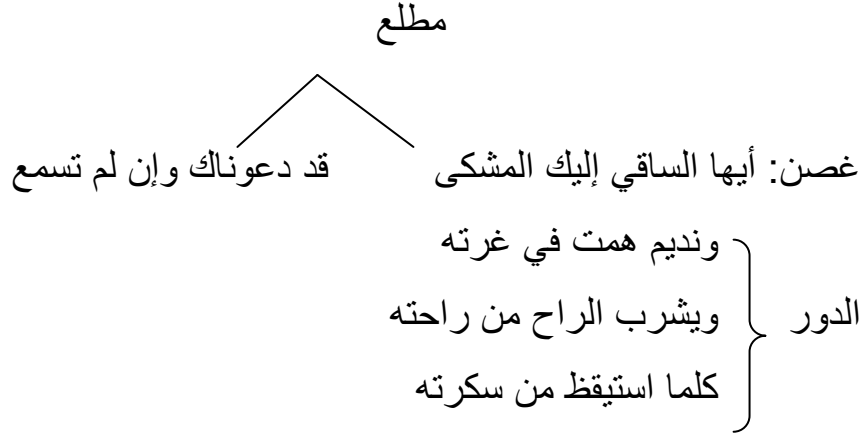 مطلع
غصن: أيها الساقي إليك المشكى قد دعوناك وإن لم تسمع
ونديم همت في غرته
الدور ويشرب الراح من راحته
كلما استيقظ من سكرته